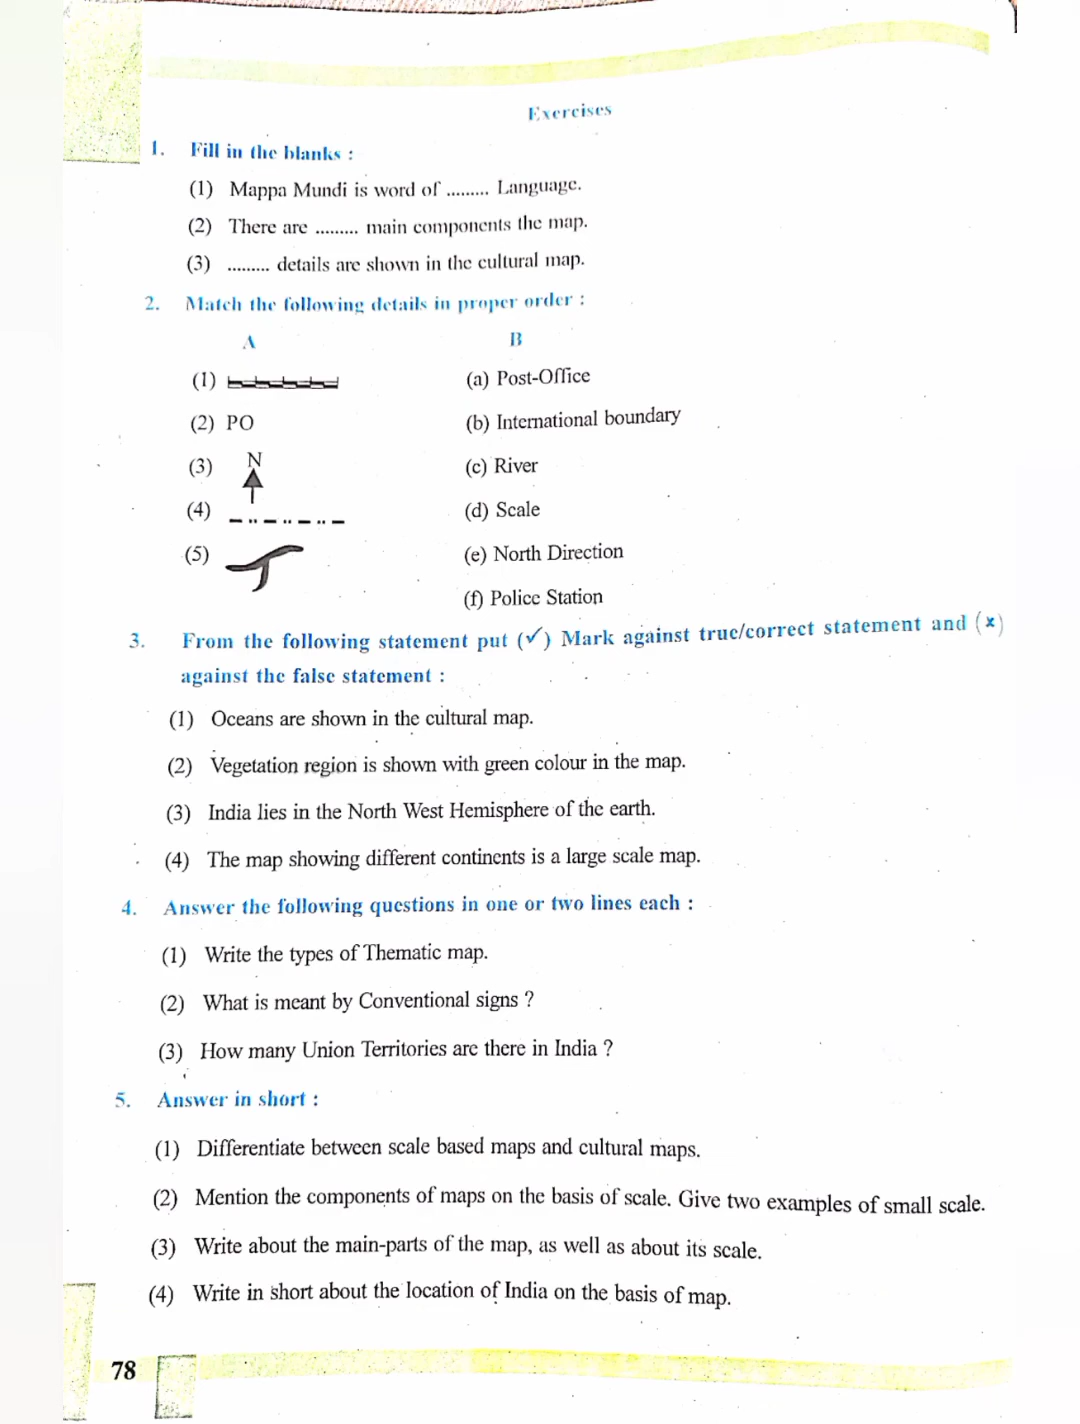 Exercises
1. Fill in the blanks :
(1) Mappa Mundi is word of ......... Language.
(2) There are ......... main components the map.
(3) ......... details are shown in the cultural map.
2. Match the following details in proper order :
A B
(1) (a) Post-Office
(2) PO (b) International boundary
(3) N (c) River
(4) (d) Scale
(5) (e) North Direction
(f) Police Station
3. From the following statement put (✓) Mark against true/correct statement and (×)
against the false statement :
(1) Oceans are shown in the cultural map.
(2) Vegetation region is shown with green colour in the map.
(3) India lies in the North West Hemisphere of the earth.
(4) The map showing different continents is a large scale map.
4. Answer the following questions in one or two lines each :
(1) Write the types of Thematic map.
(2) What is meant by Conventional signs ?
(3) How many Union Territories are there in India ?
5. Answer in short :
(1) Differentiate between scale based maps and cultural maps.
(2) Mention the components of maps on the basis of scale. Give two examples of small scale.
(3) Write about the main-parts of the map, as well as about its scale.
(4) Write in short about the location of India on the basis of map.
78